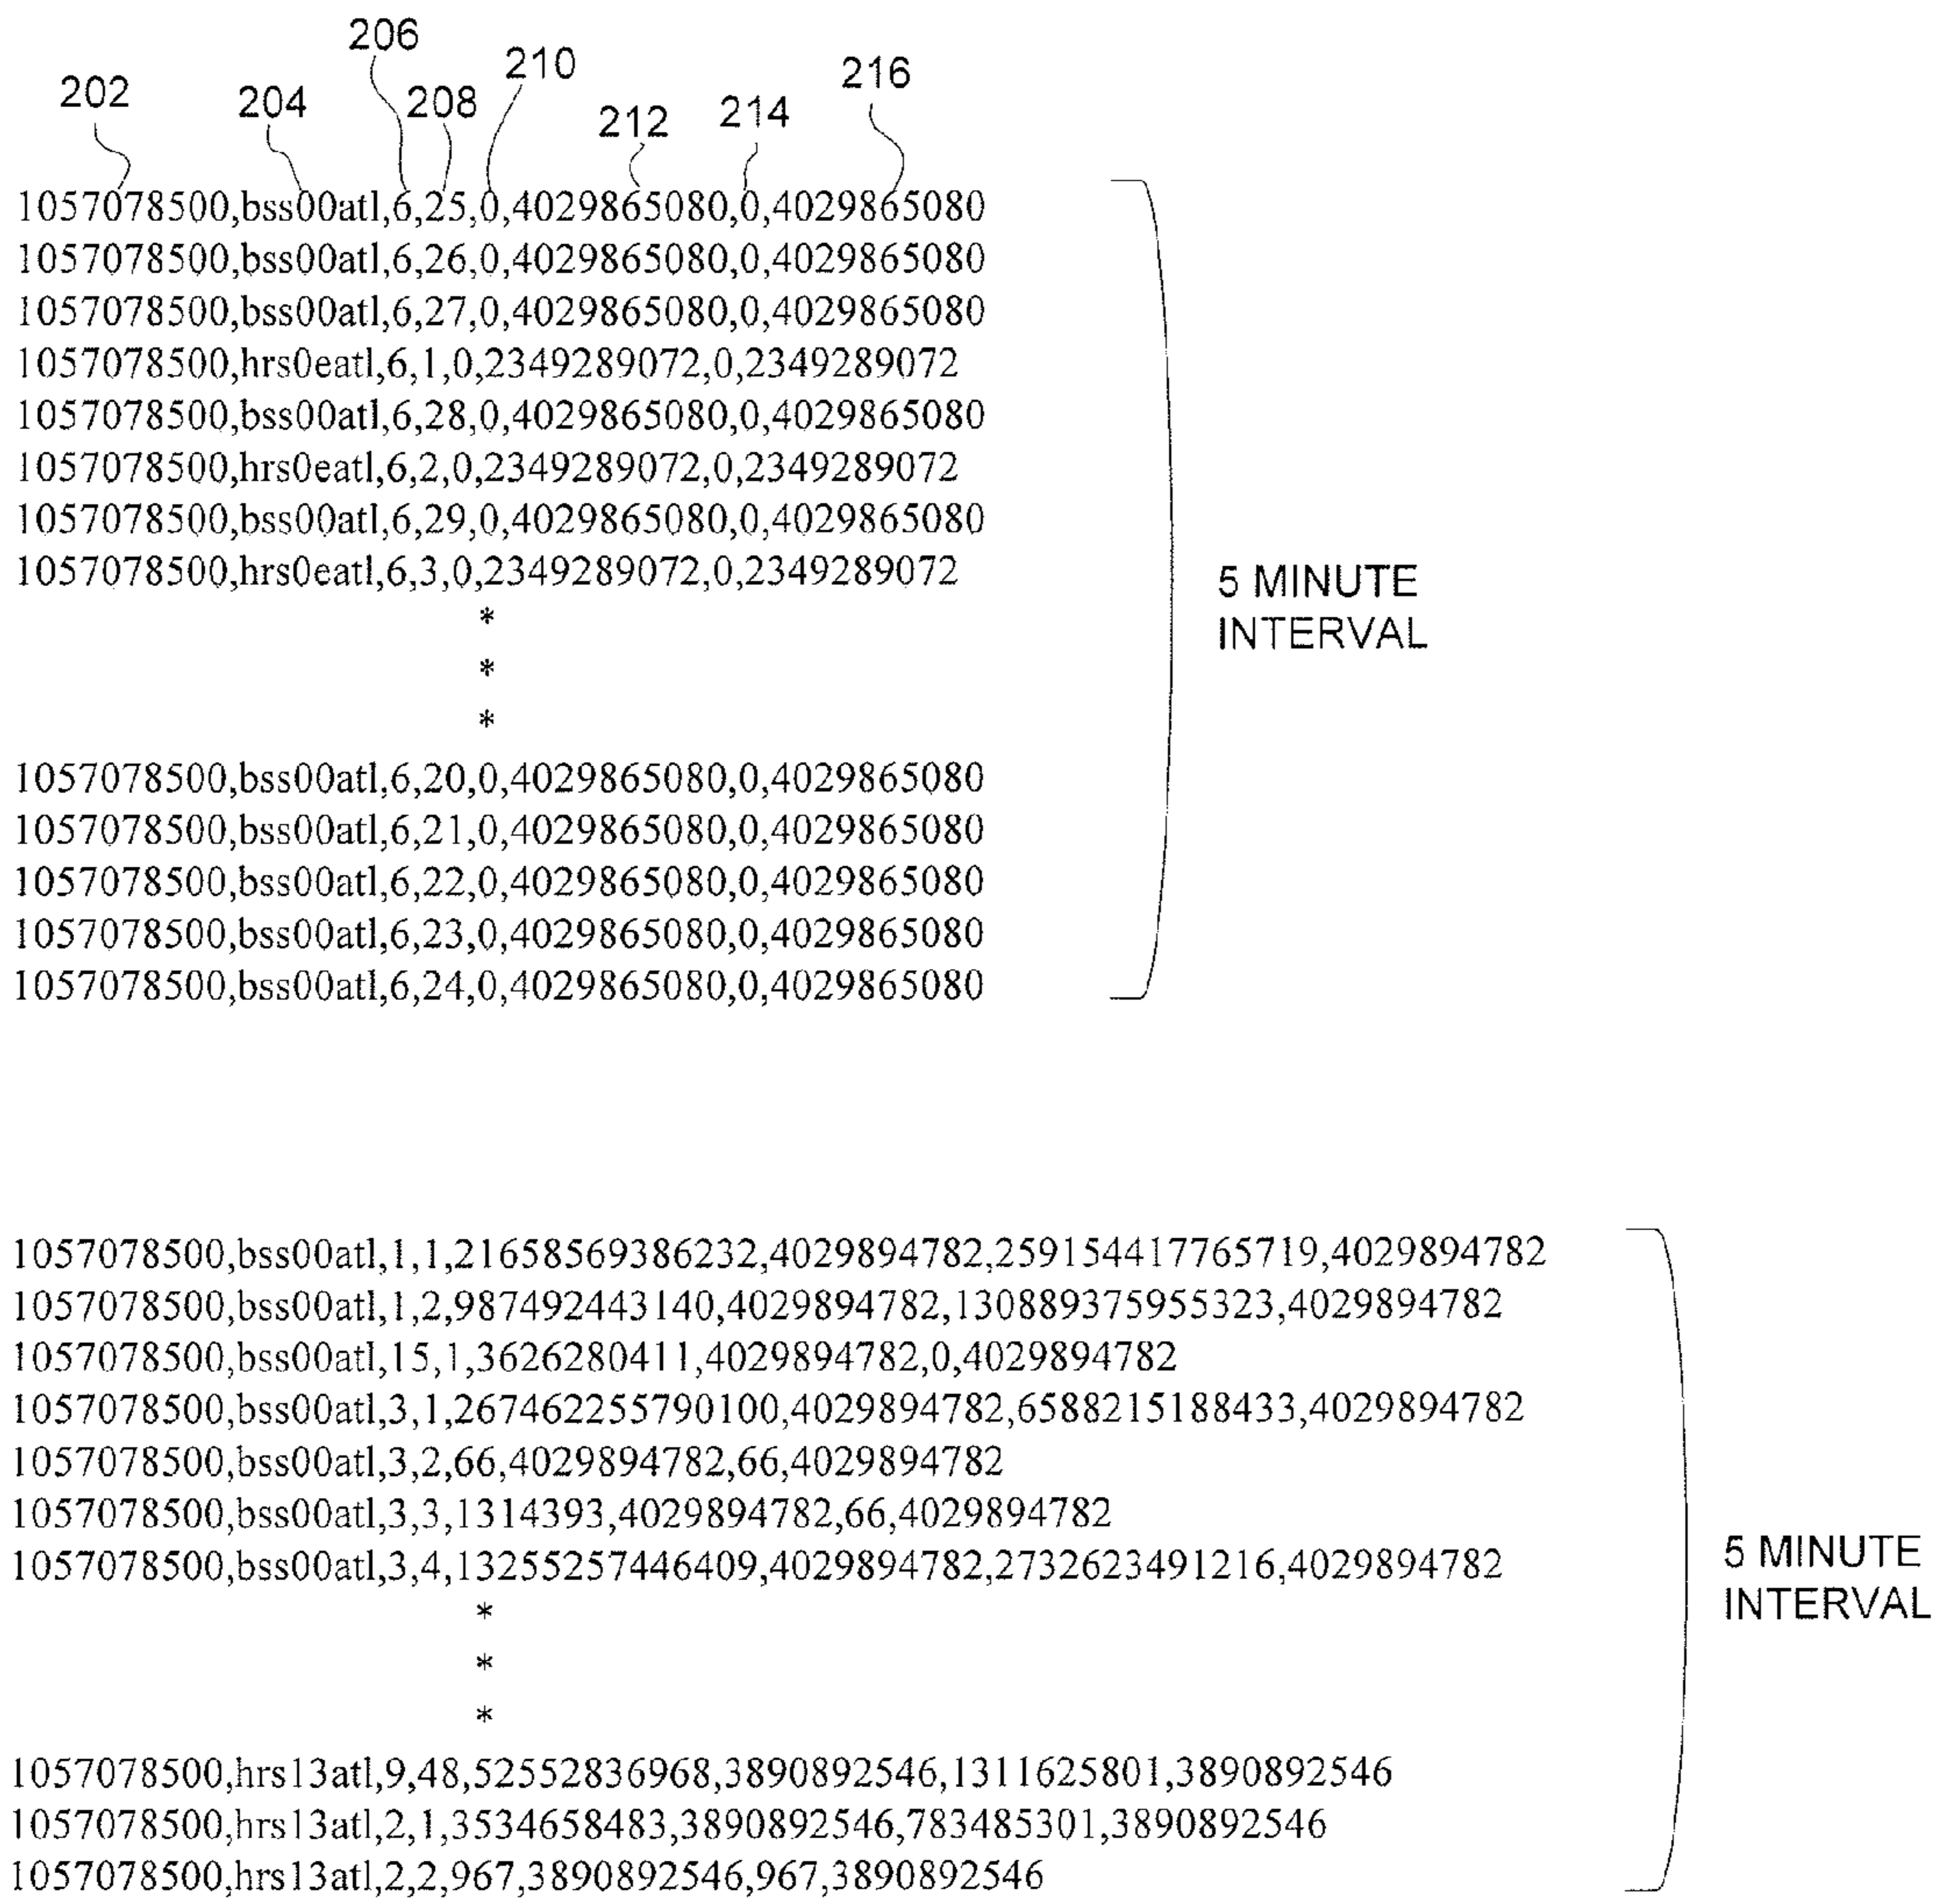 206
210
216
202
204
208
212
214
1057078500,bss00atl,6,25,0,4029865080,0,4029865080
1057078500,bss00atl,6,26,0,4029865080,0,4029865080
1057078500,bss00atl,6,27,0,4029865080,0,4029865080
1057078500,hrs0eatl,6,1,0,2349289072,0,2349289072
1057078500,bss00atl,6,28,0,4029865080,0,4029865080
1057078500,hrs0eatl,6,2,0,2349289072,0,2349289072
1057078500,bss00atl,6,29,0,4029865080,0,4029865080
1057078500,hrs0eatl,6,3,0,2349289072,0,2349289072
*
*
*
1057078500,bss00atl,6,20,0,4029865080,0,4029865080
1057078500,bss00atl,6,21,0,4029865080,0,4029865080
1057078500,bss00atl,6,22,0,4029865080,0,4029865080
1057078500,bss00atl,6,23,0,4029865080,0,4029865080
1057078500,bss00atl,6,24,0,4029865080,0,4029865080
5 MINUTE
INTERVAL
1057078500,bss00atl,1,1,21658569386232,4029894782,259154417765719,4029894782
1057078500,bss00atl,1,2,987492443140,4029894782,130889375955323,4029894782
1057078500,bss00atl,15,1,3626280411,4029894782,0,4029894782
1057078500,bss00atl,3,1,267462255790100,4029894782,6588215188433,4029894782
1057078500,bss00atl,3,2,66,4029894782,66,4029894782
1057078500,bss00atl,3,3,1314393,4029894782,66,4029894782
1057078500,bss00atl,3,4,13255257446409,4029894782,2732623491216,4029894782
*
*
*
1057078500,hrs13atl,9,48,52552836968,3890892546,1311625801,3890892546
1057078500,hrs13atl,2,1,3534658483,3890892546,783485301,3890892546
1057078500,hrs13atl,2,2,967,3890892546,967,3890892546
5 MINUTE
INTERVAL